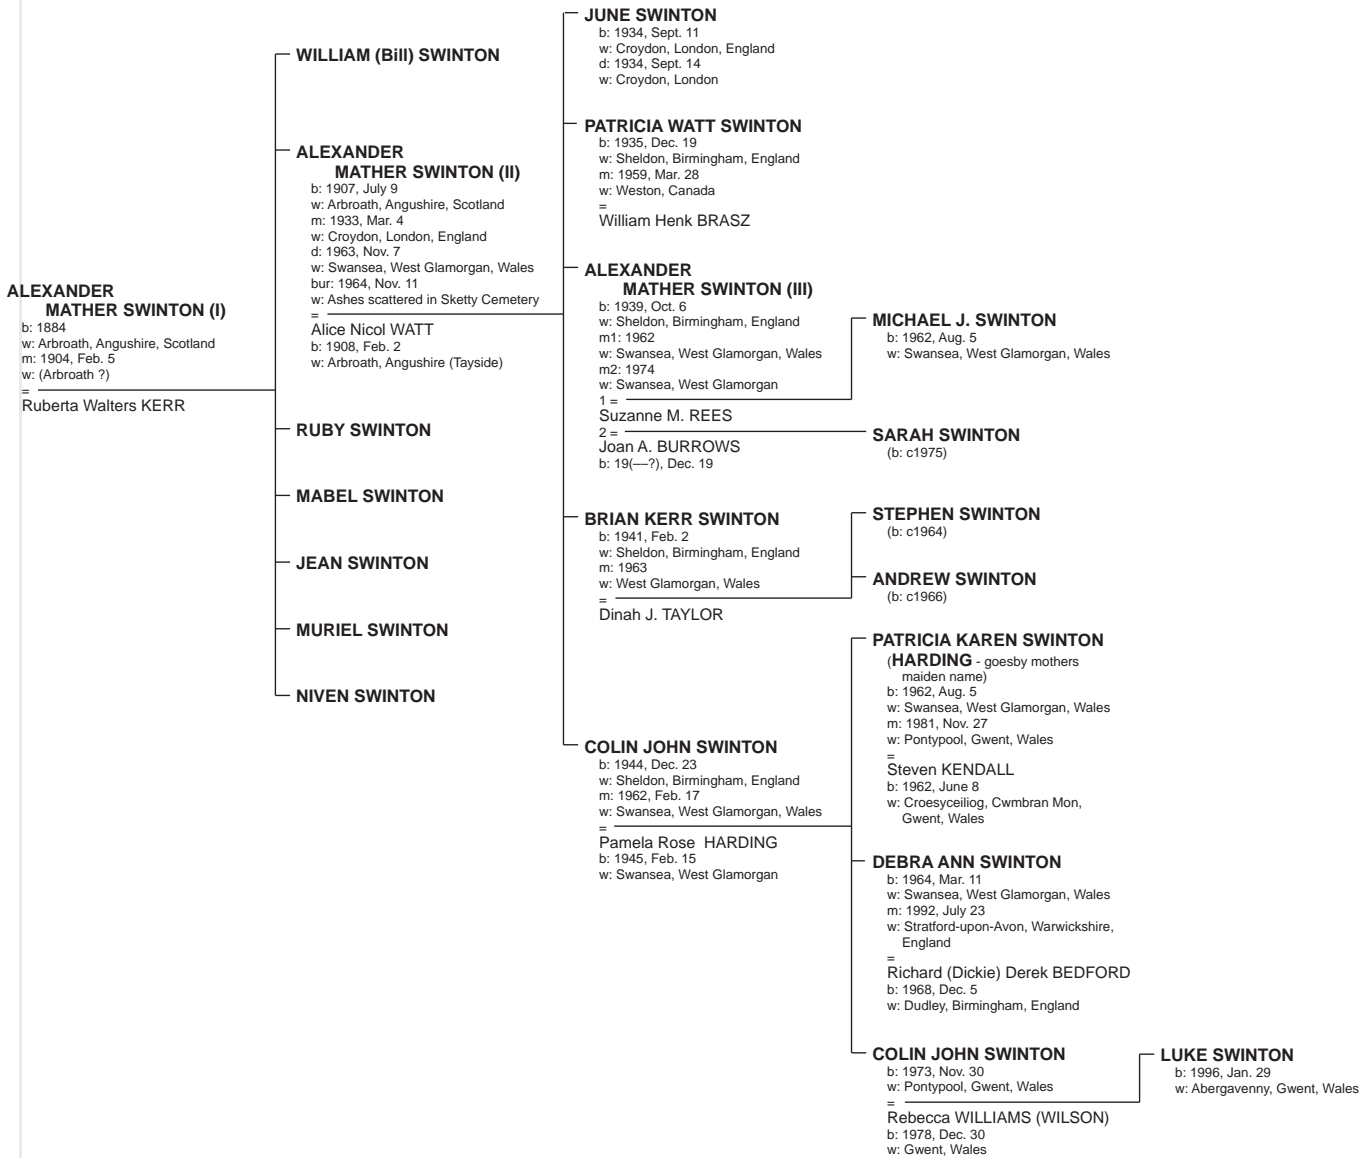 ALEXANDER
MATHER SWINTON (I)
b: 1884
w: Arbroath, Angushire, Scotland
m: 1904, Feb. 5
w: (Arbroath ?)
=
Ruberta Walters KERR
WILLIAM (Bill) SWINTON
ALEXANDER
MATHER SWINTON (II)
b: 1907, July 9
w: Arbroath, Angushire, Scotland
m: 1933, Mar. 4
w: Croydon, London, England
d: 1963, Nov. 7
w: Swansea, West Glamorgan, Wales
bur: 1964, Nov. 11
w: Ashes scattered in Sketty Cemetery
=
Alice Nicol WATT
b: 1908, Feb. 2
w: Arbroath, Angushire (Tayside)
RUBY SWINTON
MABEL SWINTON
JEAN SWINTON
MURIEL SWINTON
NIVEN SWINTON
JUNE SWINTON
b: 1934, Sept. 11
w: Croydon, London, England
d: 1934, Sept. 14
w: Croydon, London
PATRICIA WATT SWINTON
b: 1935, Dec. 19
w: Sheldon, Birmingham, England
m: 1959, Mar. 28
w: Weston, Canada
=
William Henk BRASZ
ALEXANDER
MATHER SWINTON (III)
b: 1939, Oct. 6
w: Sheldon, Birmingham, England
m1: 1962
w: Swansea, West Glamorgan, Wales
m2: 1974
w: Swansea, West Glamorgan
1 =
Suzanne M. REES
2 =
Joan A. BURROWS
b: 19(—?), Dec. 19
BRIAN KERR SWINTON
b: 1941, Feb. 2
w: Sheldon, Birmingham, England
m: 1963
w: West Glamorgan, Wales
=
Dinah J. TAYLOR
COLIN JOHN SWINTON
b: 1944, Dec. 23
w: Sheldon, Birmingham, England
m: 1962, Feb. 17
w: Swansea, West Glamorgan, Wales
=
Pamela Rose HARDING
b: 1945, Feb. 15
w: Swansea, West Glamorgan
MICHAEL J. SWINTON
b: 1962, Aug. 5
w: Swansea, West Glamorgan, Wales
SARAH SWINTON
(b: c1975)
STEPHEN SWINTON
(b: c1964)
ANDREW SWINTON
(b: c1966)
PATRICIA KAREN SWINTON
(HARDING - goesby mothers
maiden name)
b: 1962, Aug. 5
w: Swansea, West Glamorgan, Wales
m: 1981, Nov. 27
w: Pontypool, Gwent, Wales
=
Steven KENDALL
b: 1962, June 8
w: Croesyceiliog, Cwmbran Mon,
Gwent, Wales
DEBRA ANN SWINTON
b: 1964, Mar. 11
w: Swansea, West Glamorgan, Wales
m: 1992, July 23
w: Stratford-upon-Avon, Warwickshire,
England
=
Richard (Dickie) Derek BEDFORD
b: 1968, Dec. 5
w: Dudley, Birmingham, England
COLIN JOHN SWINTON
b: 1973, Nov. 30
w: Pontypool, Gwent, Wales
=
Rebecca WILLIAMS (WILSON)
b: 1978, Dec. 30
w: Gwent, Wales
LUKE SWINTON
b: 1996, Jan. 29
w: Abergavenny, Gwent, Wales